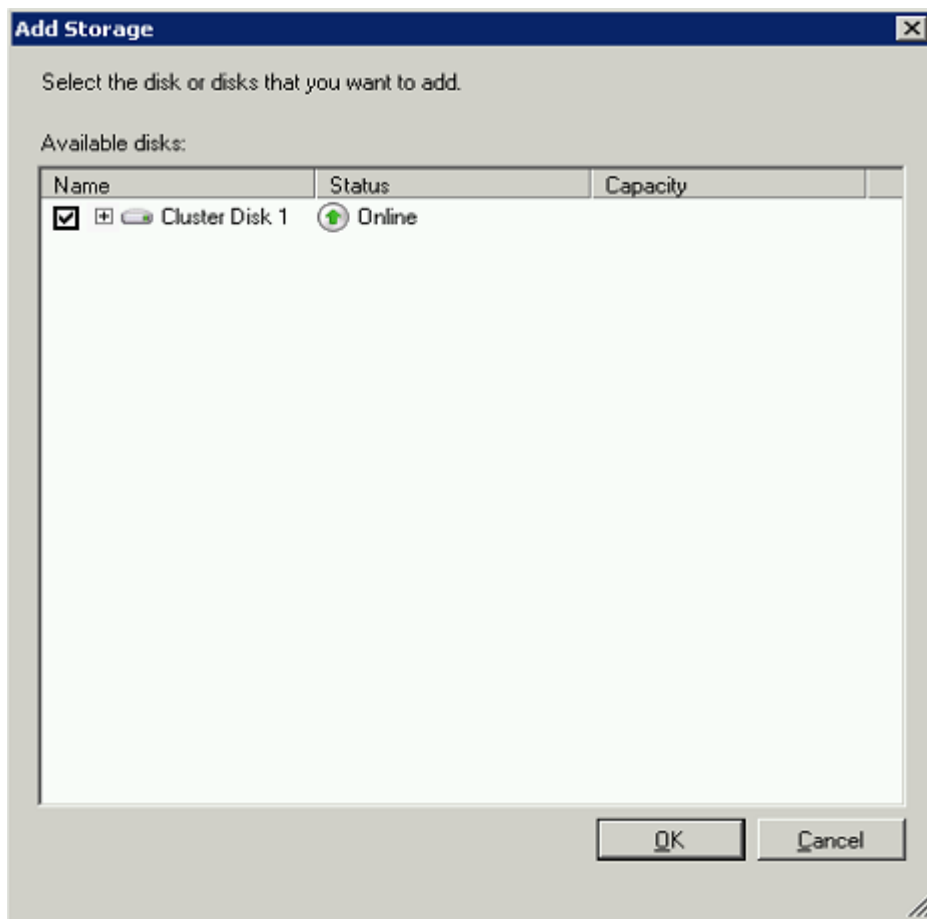 Add Storage
Select the disk or disks that you want to add.
Available disks:
Name Status Capacity
Cluster Disk 1 Online
OK Cancel